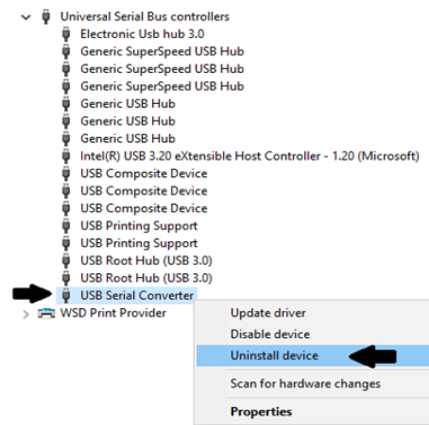 Universal Serial Bus controllers
Electronic Usb hub 3.0
Generic SuperSpeed USB Hub
Generic SuperSpeed USB Hub
Generic SuperSpeed USB Hub
Generic USB Hub
Generic USB Hub
Generic USB Hub
Intel(R) USB 3.20 eXtensible Host Controller - 1.20 (Microsoft)
USB Composite Device
USB Composite Device
USB Composite Device
USB Printing Support
USB Printing Support
USB Root Hub (USB 3.0)
USB Root Hub (USB 3.0)
USB Serial Converter
WSD Print Provider
Update driver
Disable device
Uninstall device
Scan for hardware changes
Properties